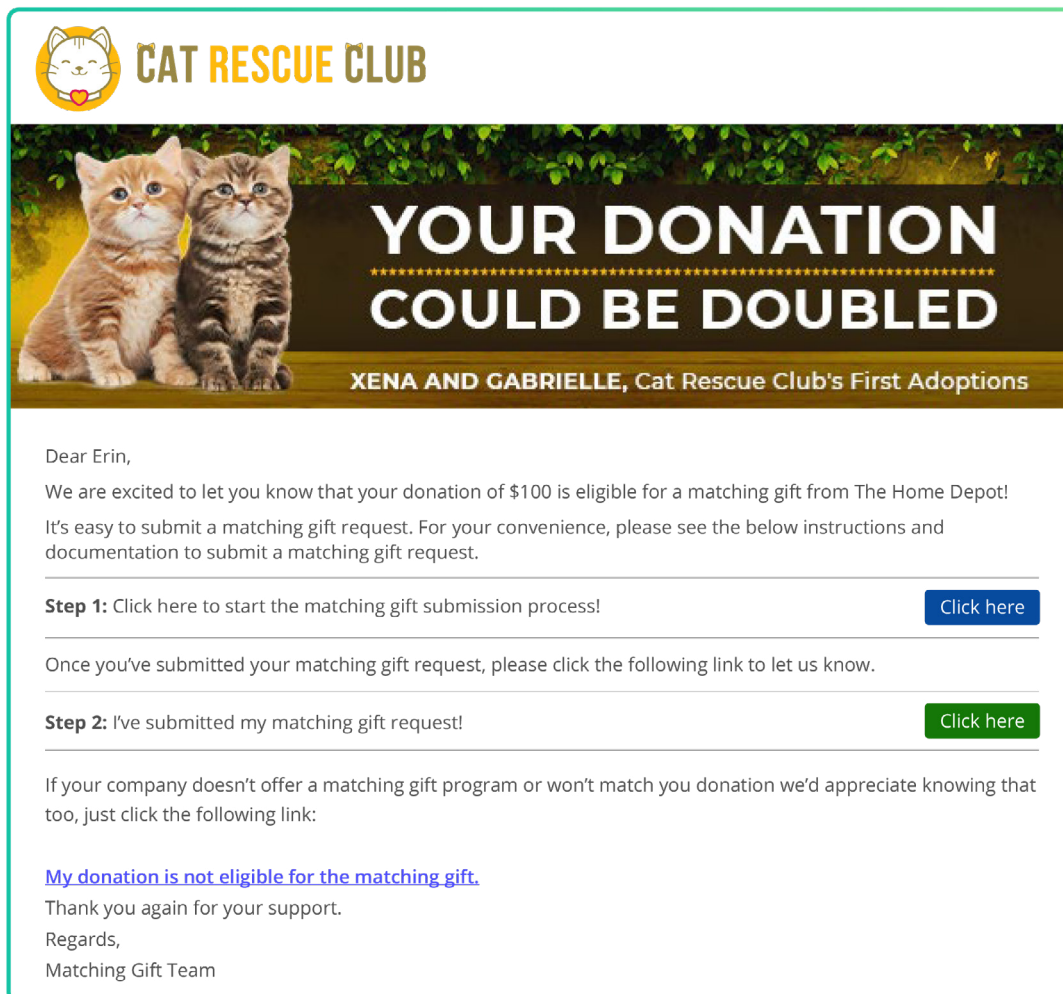 CAT RESCUE CLUB
YOUR DONATION
COULD BE DOUBLED
XENA AND GABRIELLE, Cat Rescue Club's First Adoptions
Dear Erin,
We are excited to let you know that your donation of $100 is eligible for a matching gift from The Home Depot!
It’s easy to submit a matching gift request. For your convenience, please see the below instructions and
documentation to submit a matching gift request.
Step 1: Click here to start the matching gift submission process!
Click here
Once you’ve submitted your matching gift request, please click the following link to let us know.
Step 2: I’ve submitted my matching gift request!
Click here
If your company doesn’t offer a matching gift program or won’t match you donation we’d appreciate knowing that
too, just click the following link:
My donation is not eligible for the matching gift.
Thank you again for your support.
Regards,
Matching Gift Team